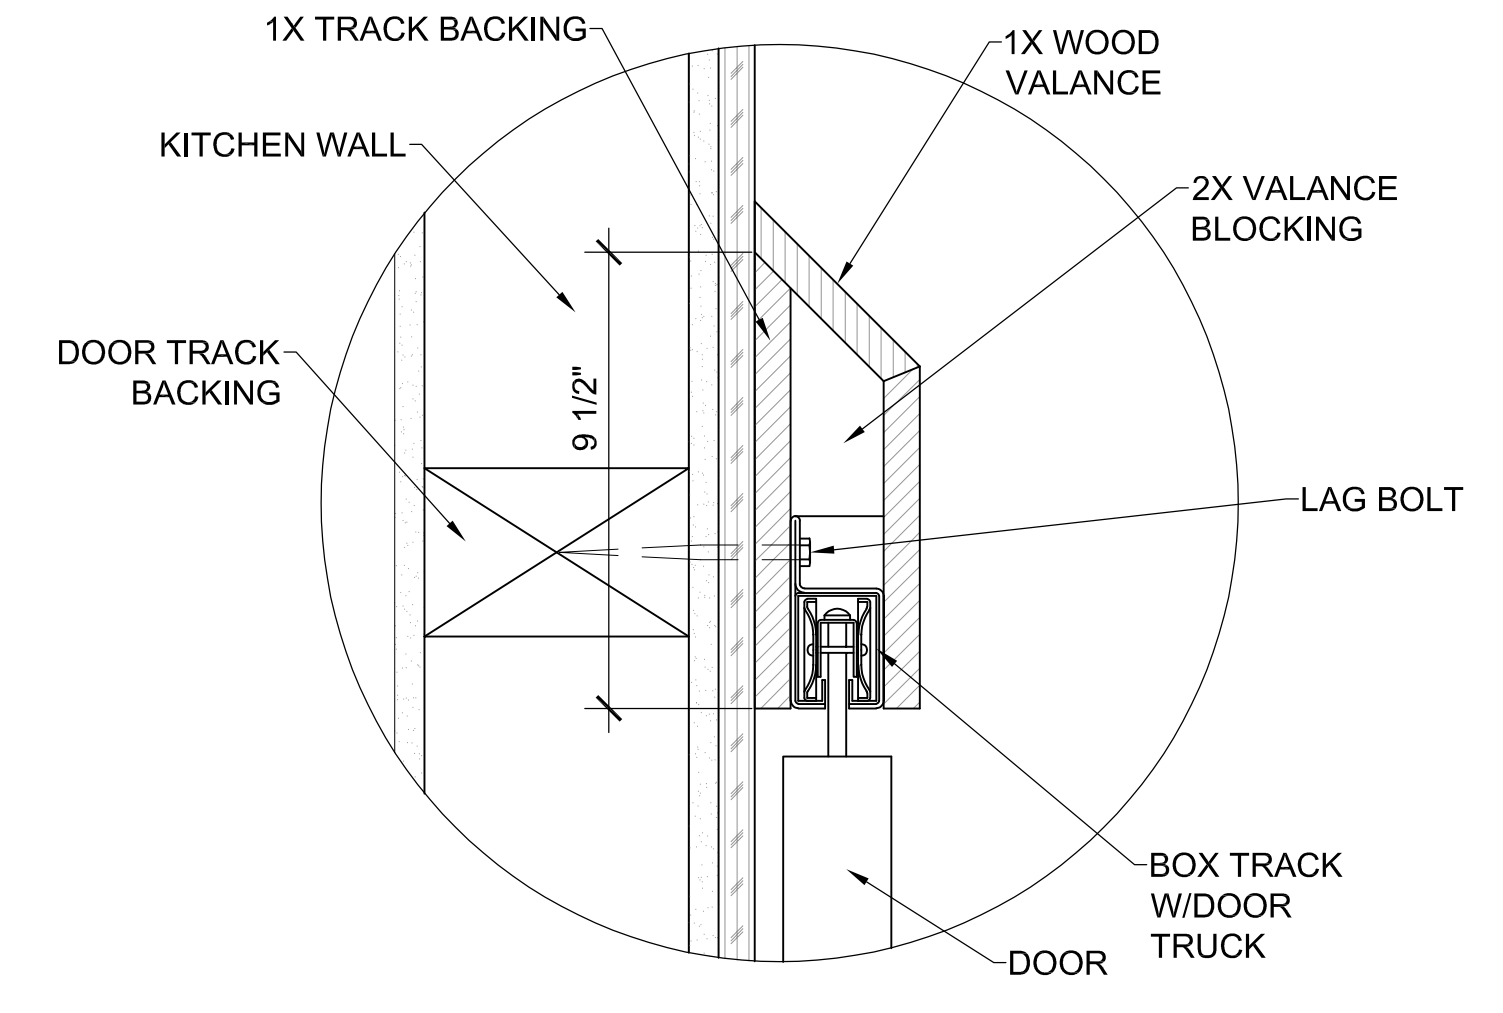 1X TRACK BACKING
1X WOOD
VALANCE
KITCHEN WALL
2X VALANCE
BLOCKING
DOOR TRACK
BACKING
9 1/2"
LAG BOLT
BOX TRACK
W/DOOR
TRUCK
DOOR